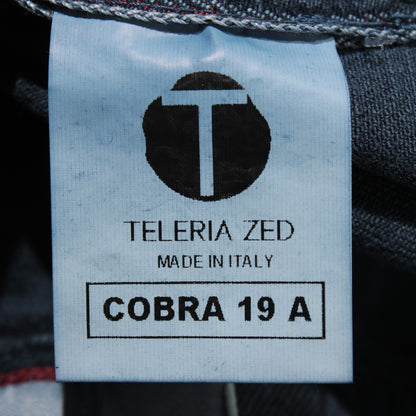 T
TELERIA ZED
MADE IN ITALY
COBRA 19 A